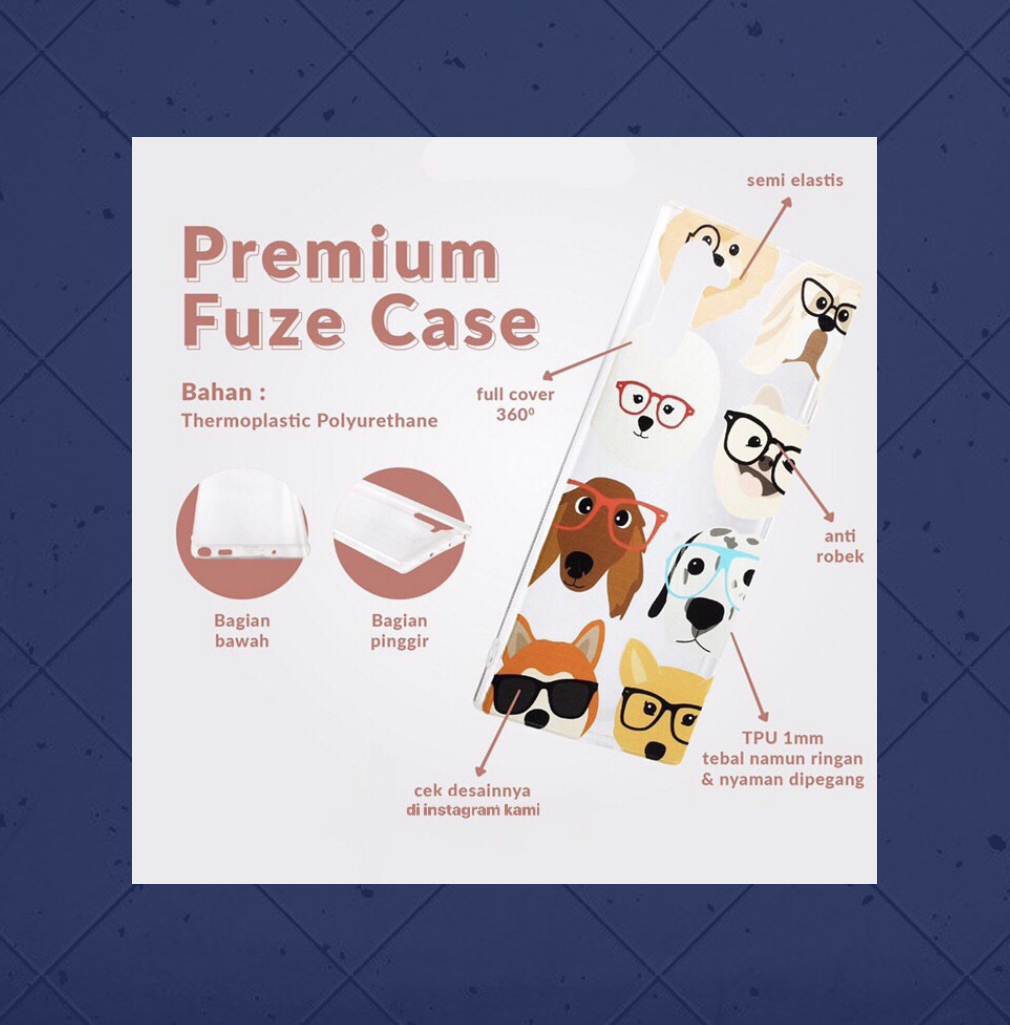 semi elastis
Premium
Fuze Case
Bahan :
Thermoplastic Polyurethane
full cover
360⁰
anti
robek
Bagian
bawah
Bagian
pinggir
TPU 1mm
tebal namun ringan
& nyaman dipegang
cek desainnya
di instagram kami